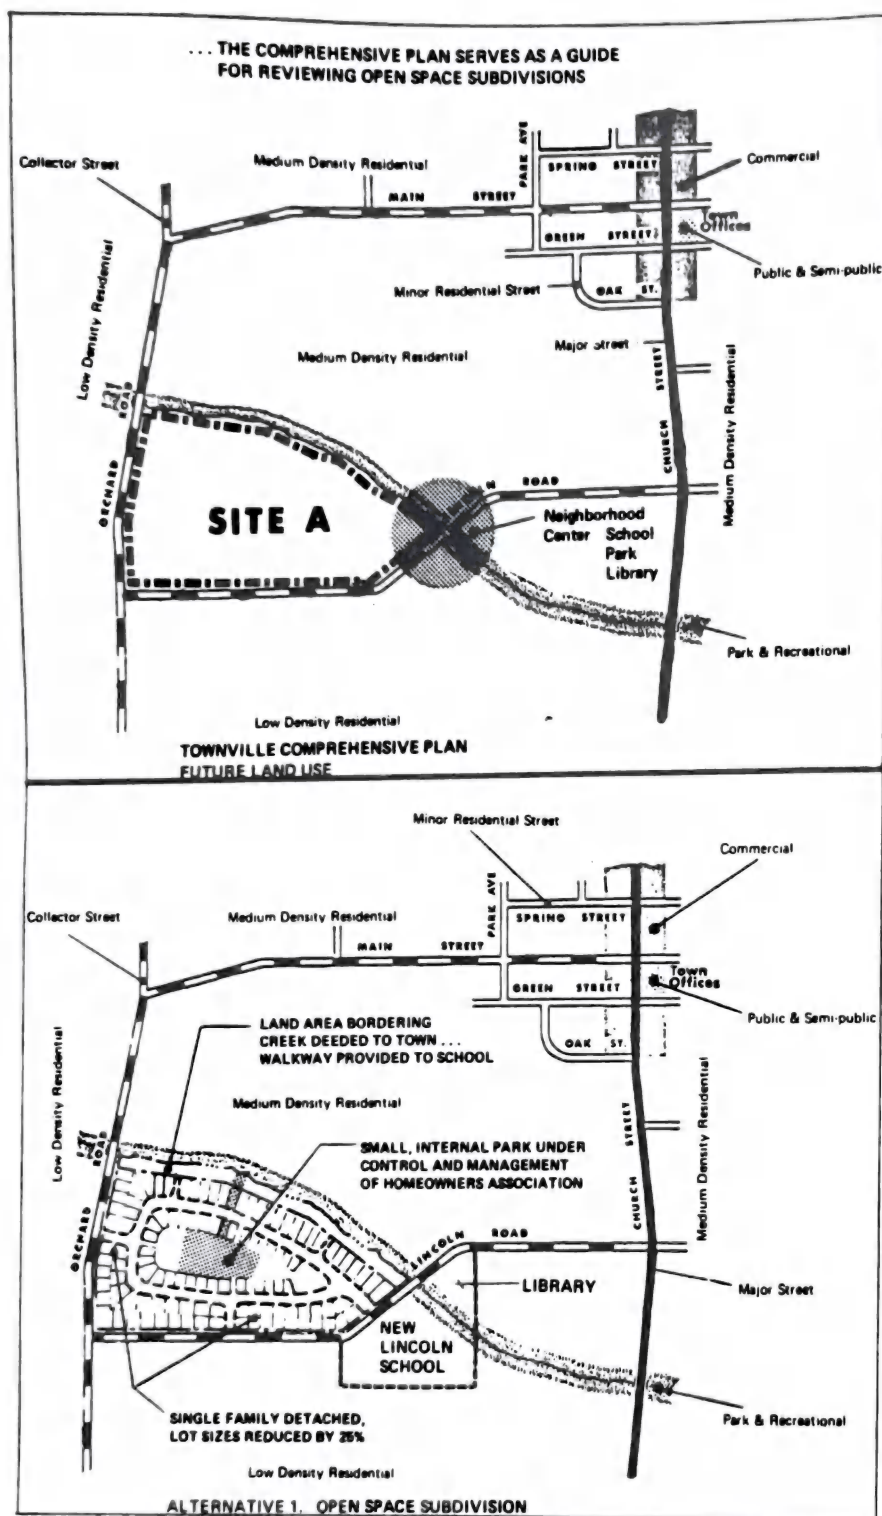 ... THE COMPREHENSIVE PLAN SERVES AS A GUIDE
FOR REVIEWING OPEN SPACE SUBDIVISIONS
Collector Street
Medium Density Residential
PARK AVE
SPRING STREET
Commercial
MAIN STREET
Town
Offices
GREEN STREET
Public & Semi-public
Minor Residential Street
OAK ST.
Low Density Residential
Medium Density Residential
Major Street
CHURCH STREET
Medium Density Residential
ORCHARD ROAD
N ROAD
SITE A
Neighborhood
Center School
Park
Library
Park & Recreational
Low Density Residential
TOWNVILLE COMPREHENSIVE PLAN
FUTURE LAND USE
Minor Residential Street
Commercial
Collector Street
Medium Density Residential
PARK AVE
SPRING STREET
MAIN STREET
Town
Offices
GREEN STREET
Public & Semi-public
LAND AREA BORDERING
CREEK DEEDED TO TOWN ...
WALKWAY PROVIDED TO SCHOOL
OAK ST.
Low Density Residential
Medium Density Residential
SMALL, INTERNAL PARK UNDER
CONTROL AND MANAGEMENT
OF HOMEOWNERS ASSOCIATION
CHURCH STREET
Medium Density Residential
ORCHARD ROAD
LINCOLN ROAD
LIBRARY
Major Street
NEW
LINCOLN
SCHOOL
SINGLE FAMILY DETACHED,
LOT SIZES REDUCED BY 25%
Park & Recreational
Low Density Residential
ALTERNATIVE 1. OPEN SPACE SUBDIVISION